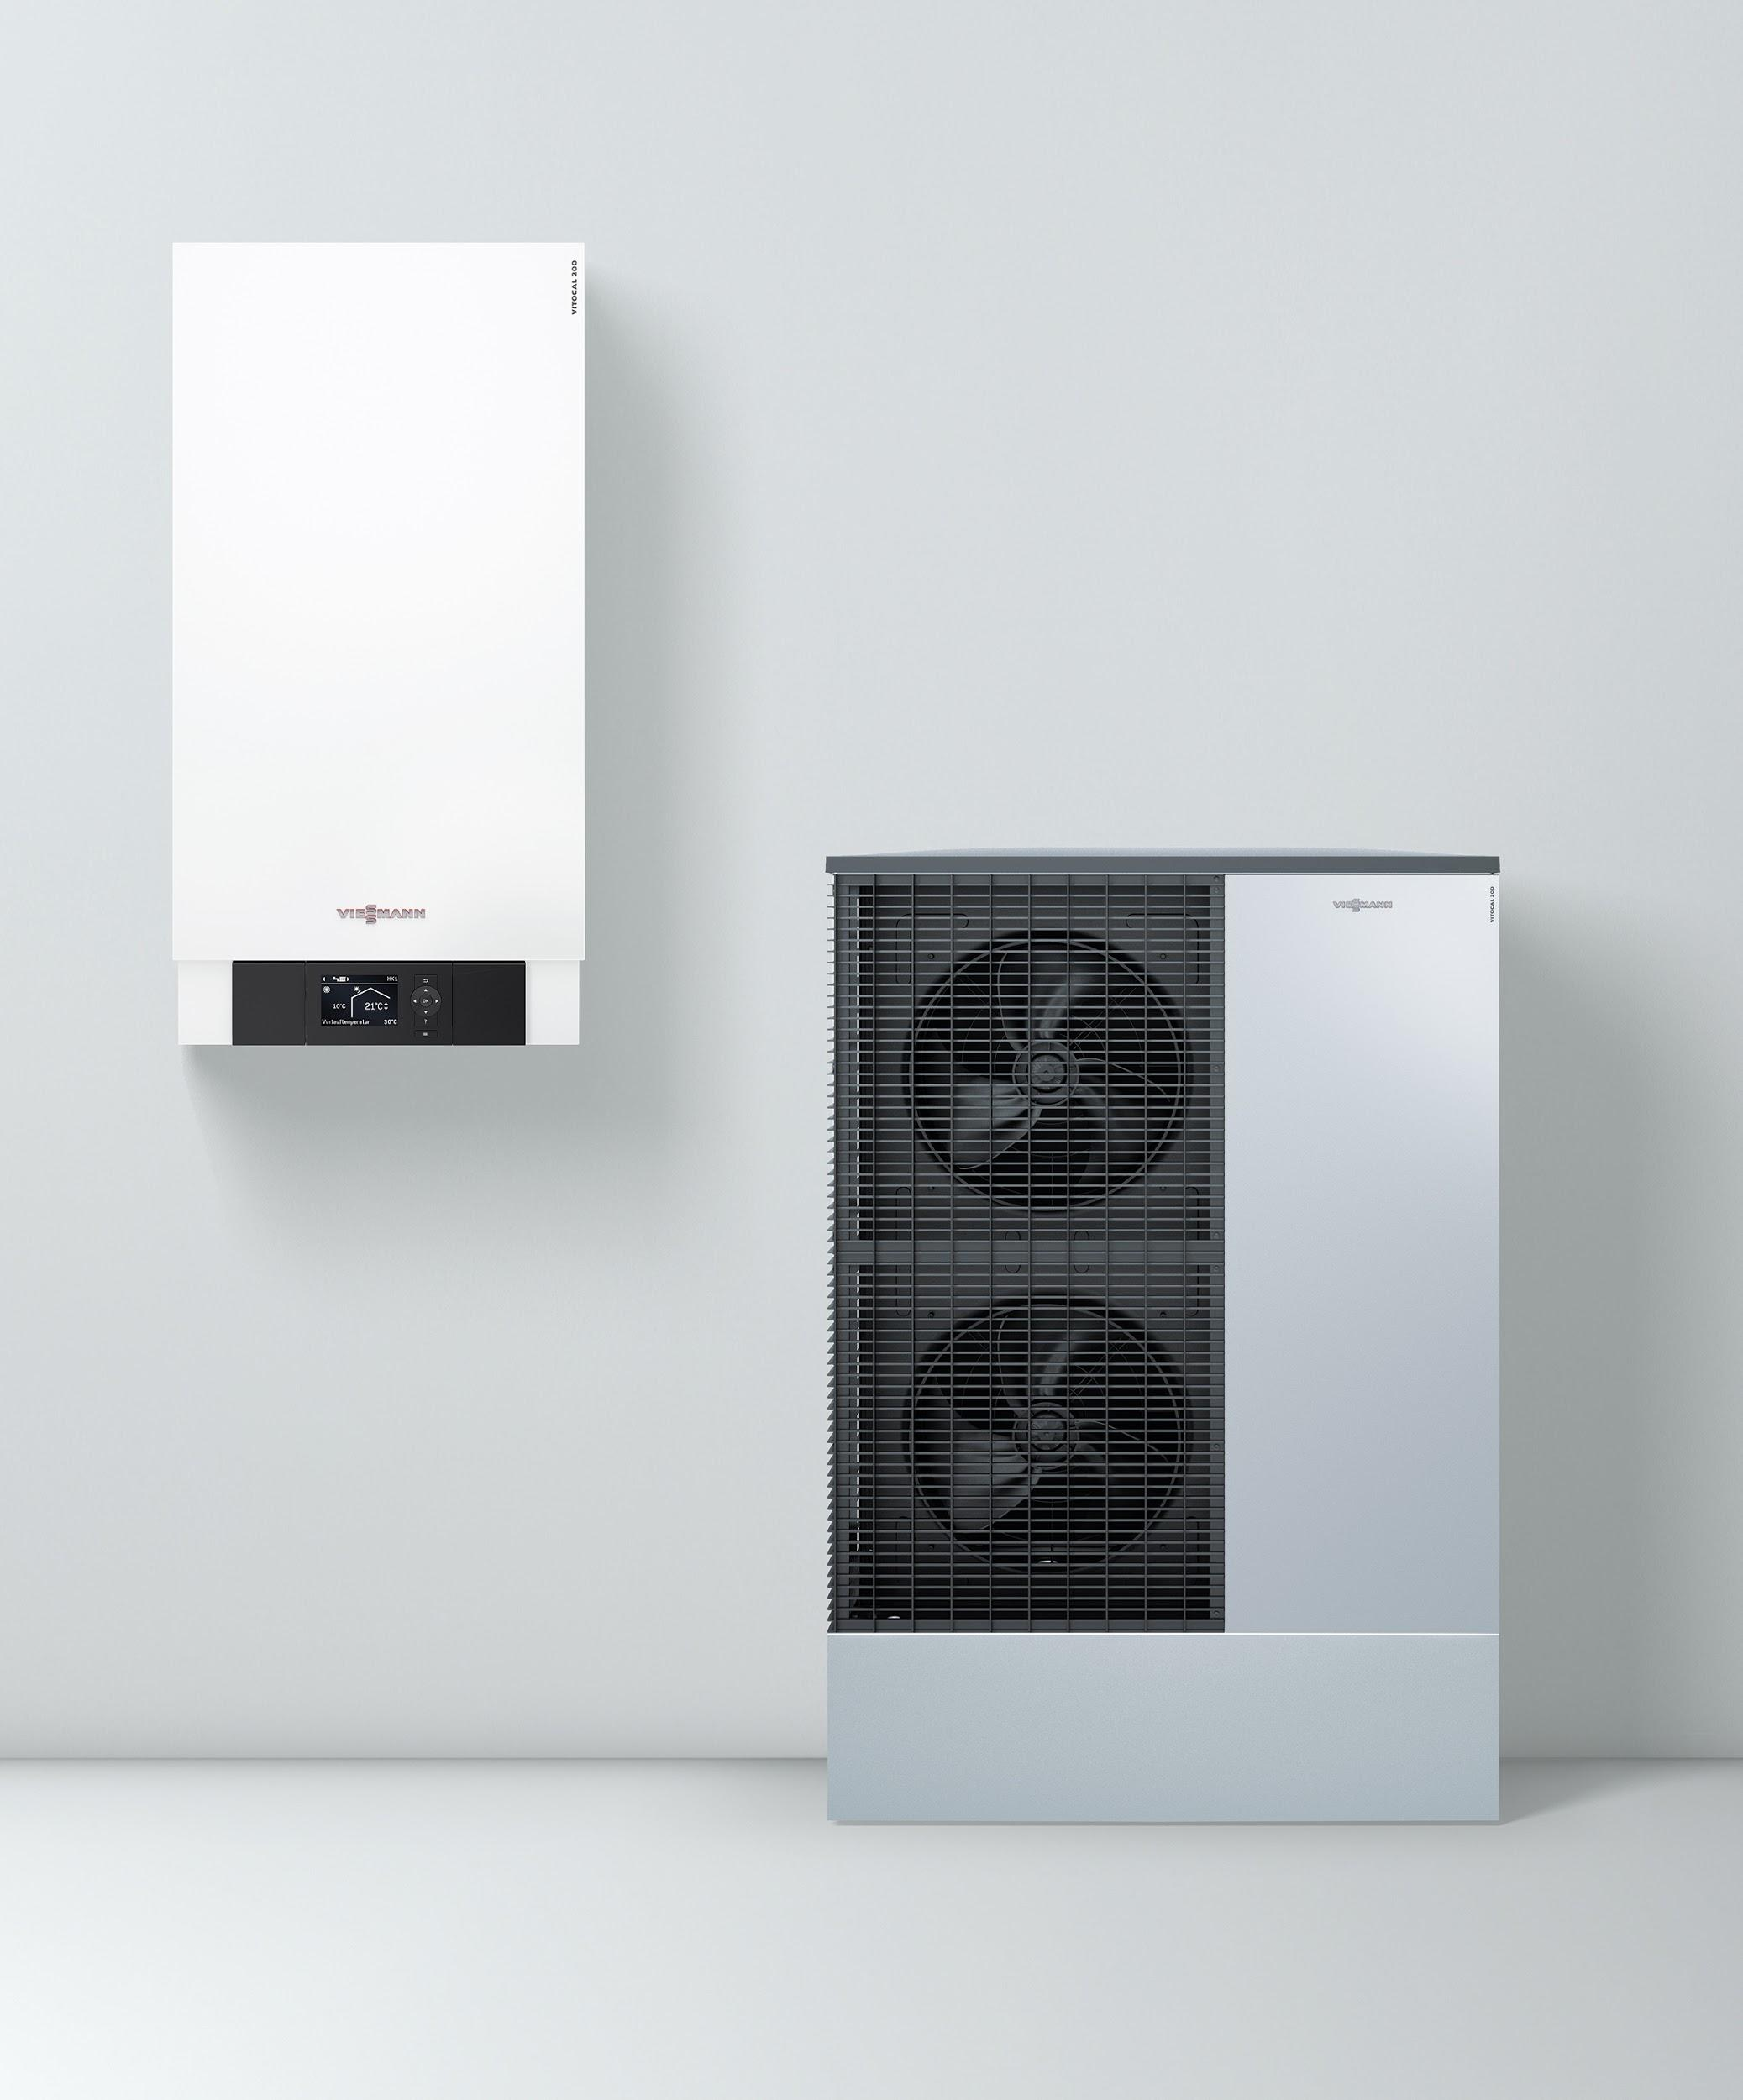 VITOCAL 200
VIESSMANN
HK1
10°C
21°C
Vorlauftemperatur 30°C
OK
?
VIESSMANN
VITOCAL 200